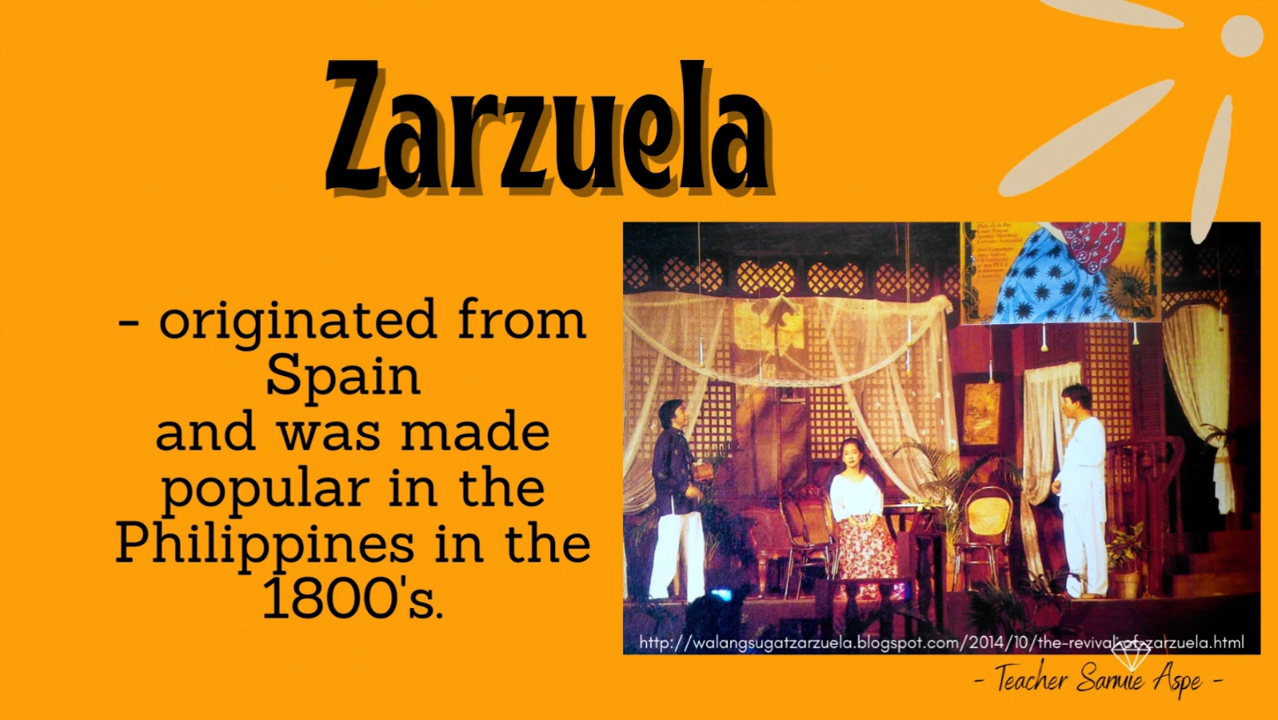 Zarzuela
- originated from
Spain
and was made
popular in the
Philippines in the
1800's.
http://walangsugatzarzuela.blogspot.com/2014/10/the-revival-of-zarzuela.html
- Teacher Samie Aspe -